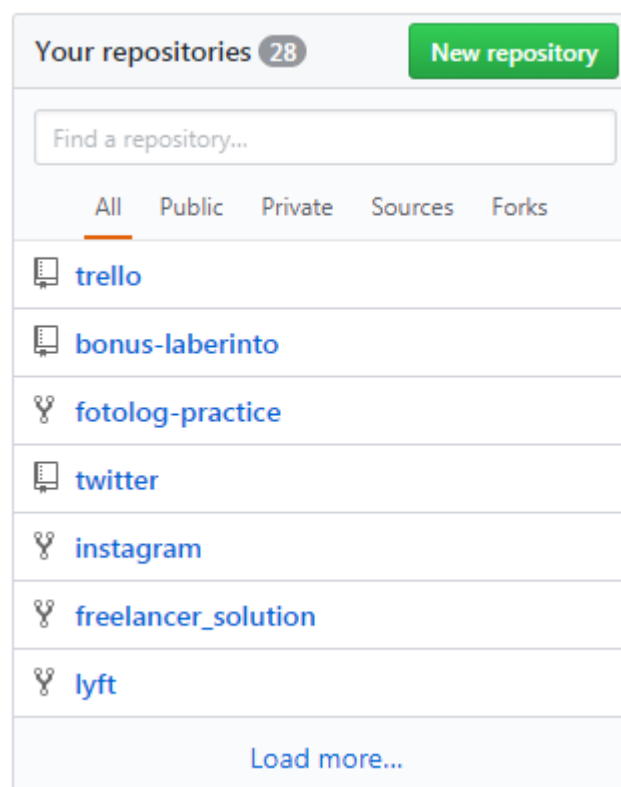 Your repositories 28 New repository
Find a repository...
All Public Private Sources Forks
trello
bonus-laberinto
fotolog-practice
twitter
instagram
freelancer_solution
lyft
Load more...